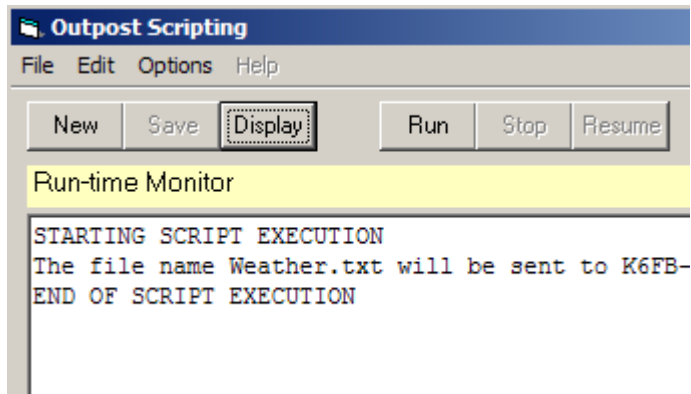 Outpost Scripting
File Edit Options Help
New Save Display Run Stop Resume
Run-time Monitor
STARTING SCRIPT EXECUTION
The file name Weather.txt will be sent to K6FB-
END OF SCRIPT EXECUTION